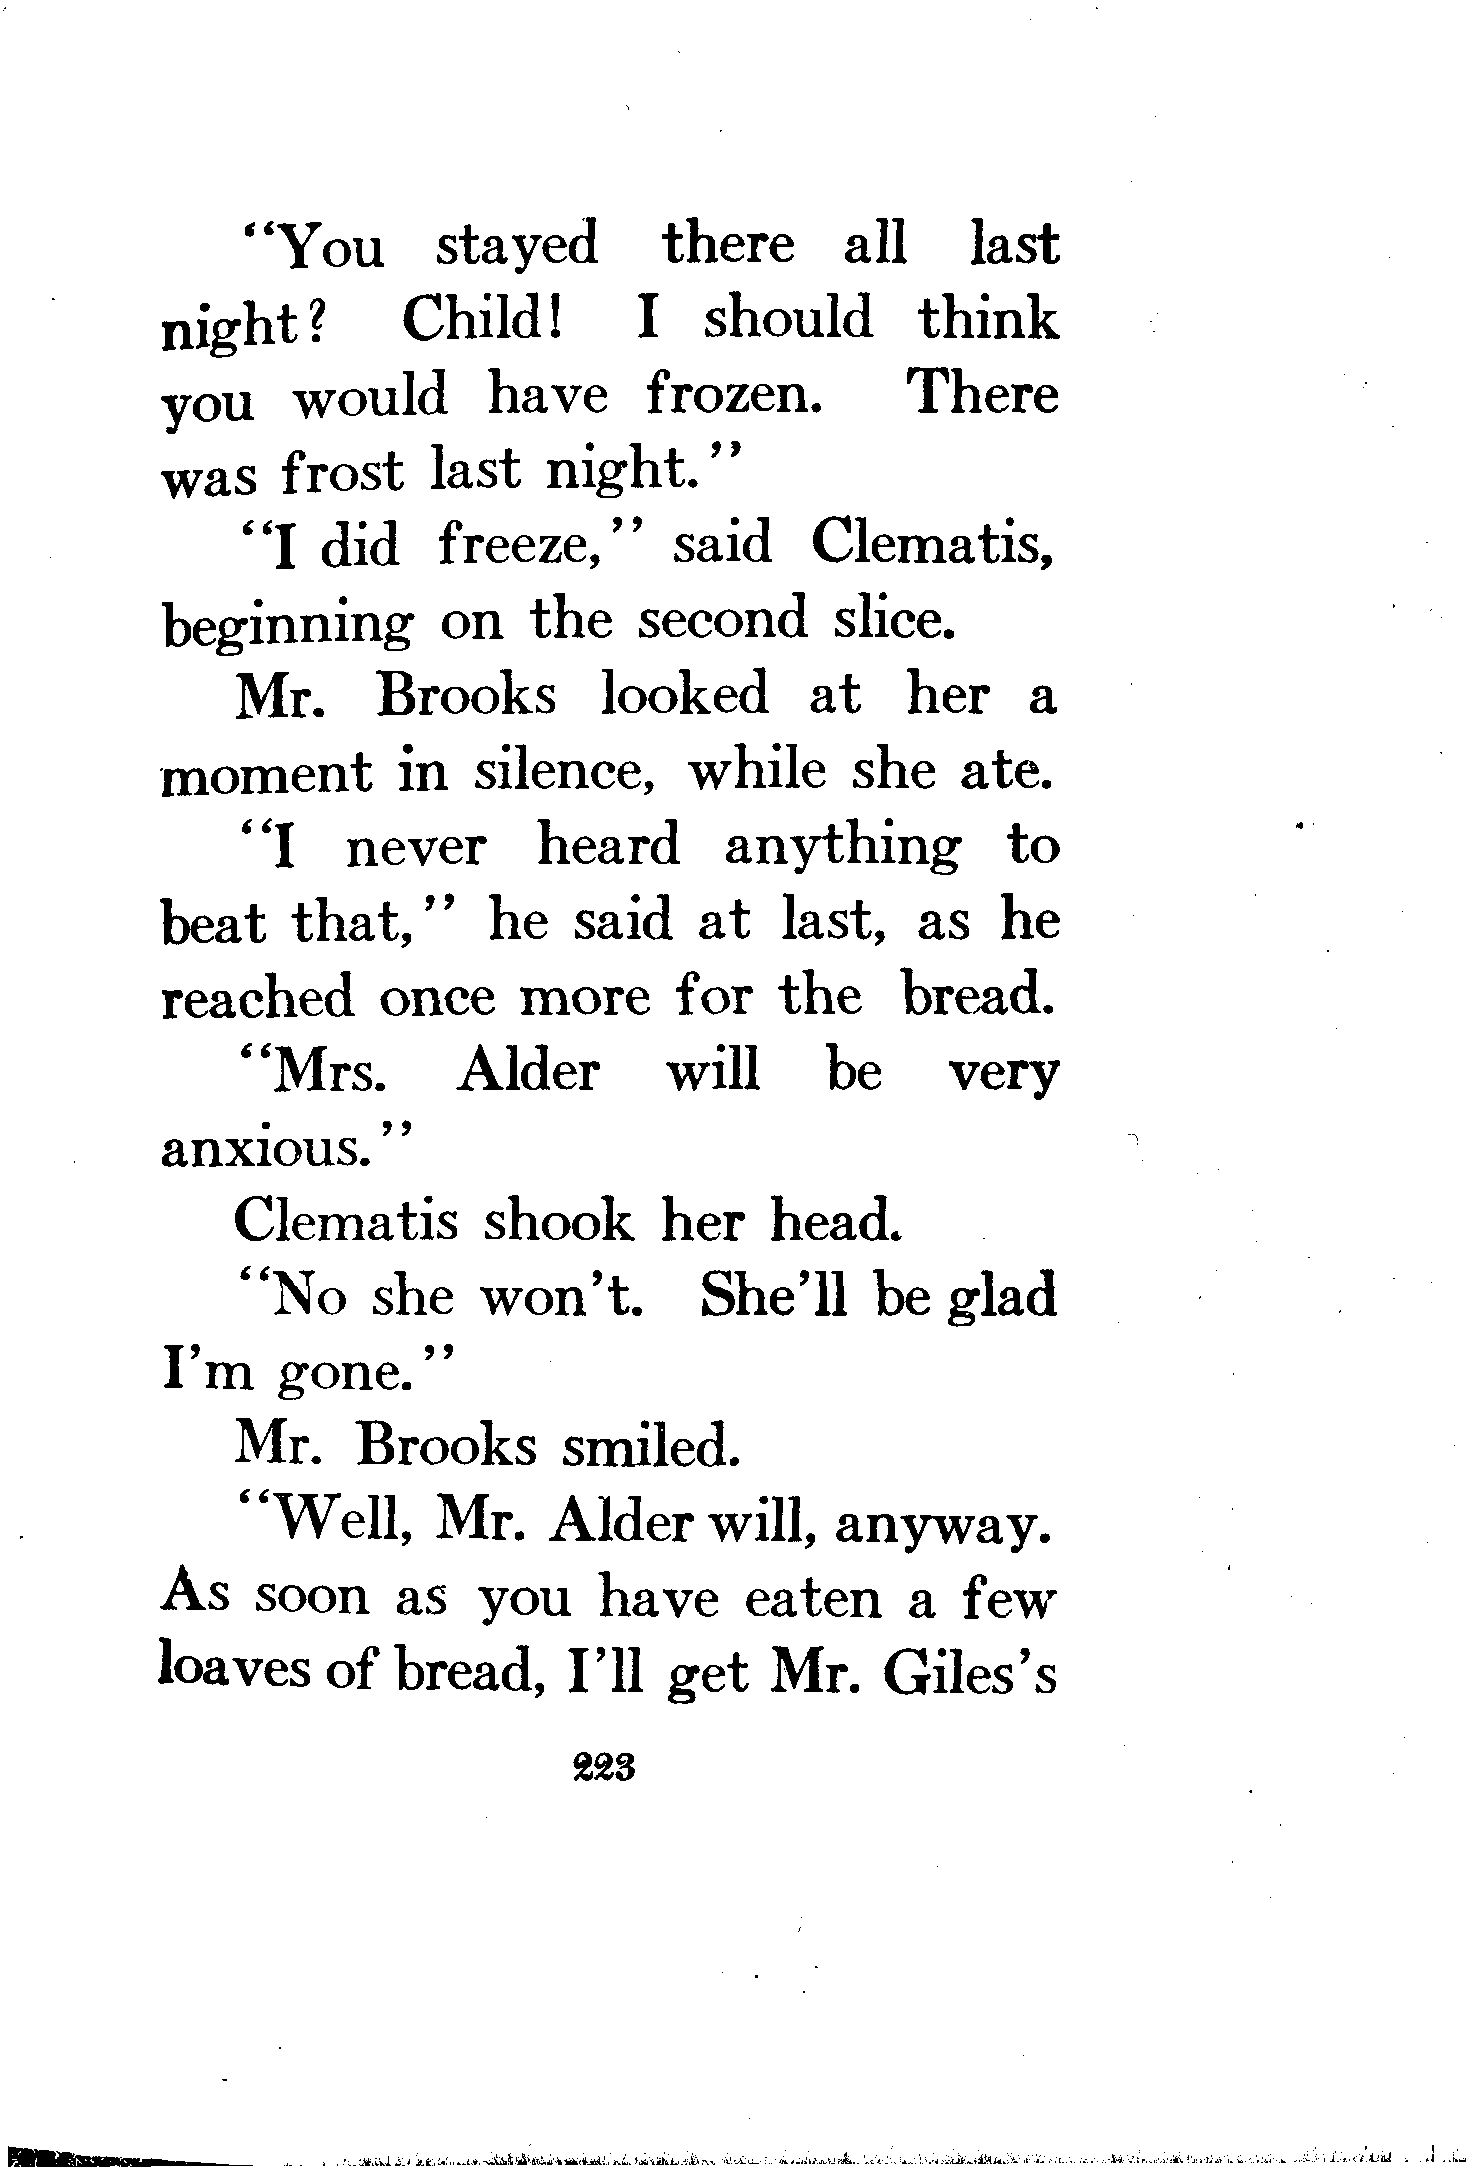 "You stayed there all last
night? Child! I should think
you would have frozen. There
was frost last night."
"I did freeze," said Clematis,
beginning on the second slice.
Mr. Brooks looked at her a
moment in silence, while she ate.
"I never heard anything to
beat that," he said at last, as he
reached once more for the bread.
"Mrs. Alder will be very
anxious."
Clematis shook her head.
"No she won't. She'll be glad
I'm gone."
Mr. Brooks smiled.
"Well, Mr. Alder will, anyway.
As soon as you have eaten a few
loaves of bread, I'll get Mr. Giles's
223